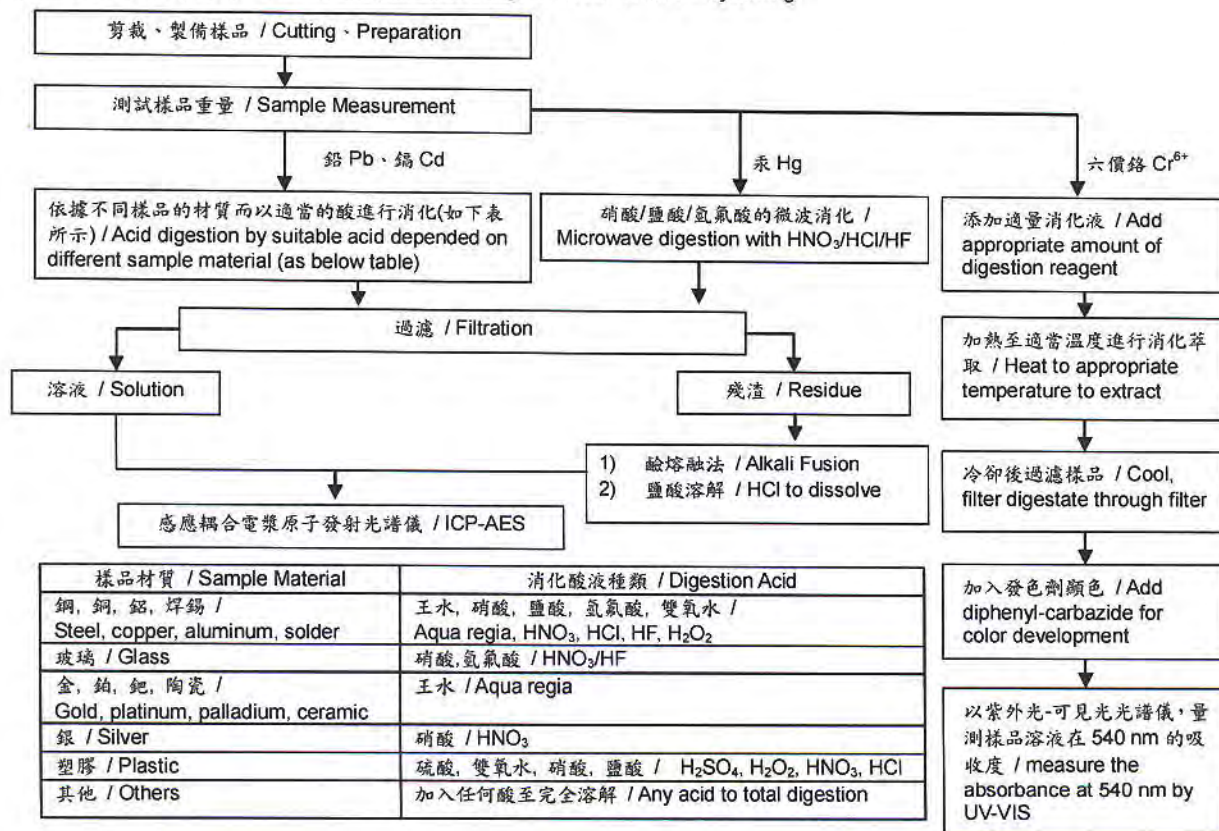 剪裁、製備樣品 / Cutting、Preparation
測試樣品重量 / Sample Measurement
鉛 Pb、鎘 Cd
汞 Hg
六價鉻 Cr⁶⁺
依據不同樣品的材質而以適當的酸進行消化(如下表
所示) / Acid digestion by suitable acid depended on
different sample material (as below table)
硝酸/鹽酸/氫氟酸的微波消化 /
Microwave digestion with HNO₃/HCl/HF
添加適量消化液 / Add
appropriate amount of
digestion reagent
過濾 / Filtration
加熱至適當溫度進行消化萃
取 / Heat to appropriate
temperature to extract
溶液 / Solution
殘渣 / Residue
1) 鹼熔融法 / Alkali Fusion
2) 鹽酸溶解 / HCl to dissolve
冷卻後過濾樣品 / Cool,
filter digestate through filter
感應耦合電漿原子發射光譜儀 / ICP-AES
樣品材質 / Sample Material
消化酸液種類 / Digestion Acid
鋼, 銅, 鋁, 焊錫 /
Steel, copper, aluminum, solder
王水, 硝酸, 鹽酸, 氫氟酸, 雙氧水 /
Aqua regia, HNO₃, HCl, HF, H₂O₂
玻璃 / Glass
硝酸,氫氟酸 / HNO₃/HF
金, 鉑, 鈀, 陶瓷 /
Gold, platinum, palladium, ceramic
王水 / Aqua regia
銀 / Silver
硝酸 / HNO₃
塑膠 / Plastic
硫酸, 雙氧水, 硝酸, 鹽酸 / H₂SO₄, H₂O₂, HNO₃, HCl
其他 / Others
加入任何酸至完全溶解 / Any acid to total digestion
加入發色劑顯色 / Add
diphenyl-carbazide for
color development
以紫外光-可見光光譜儀,量
測樣品溶液在 540 nm 的吸
收度 / measure the
absorbance at 540 nm by
UV-VIS